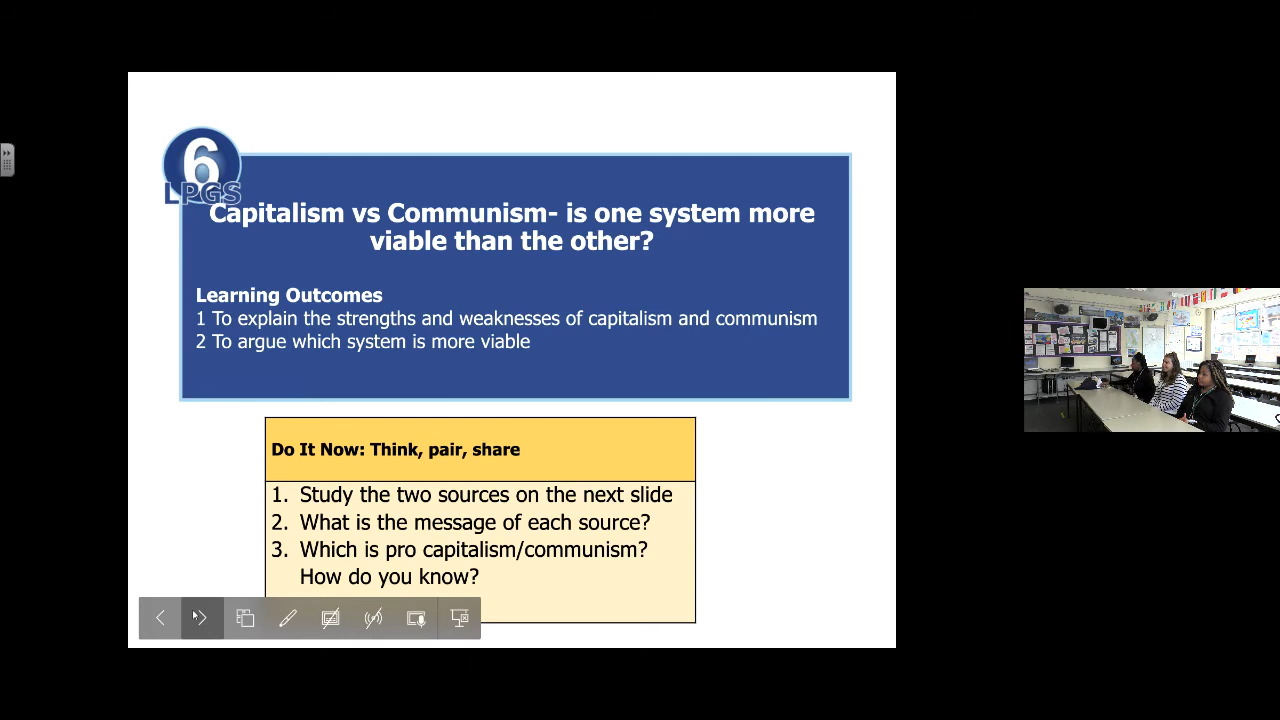 6
LPGS
Capitalism vs Communism- is one system more
viable than the other?
Learning Outcomes
1 To explain the strengths and weaknesses of capitalism and communism
2 To argue which system is more viable
Do It Now: Think, pair, share
1. Study the two sources on the next slide
2. What is the message of each source?
3. Which is pro capitalism/communism?
How do you know?